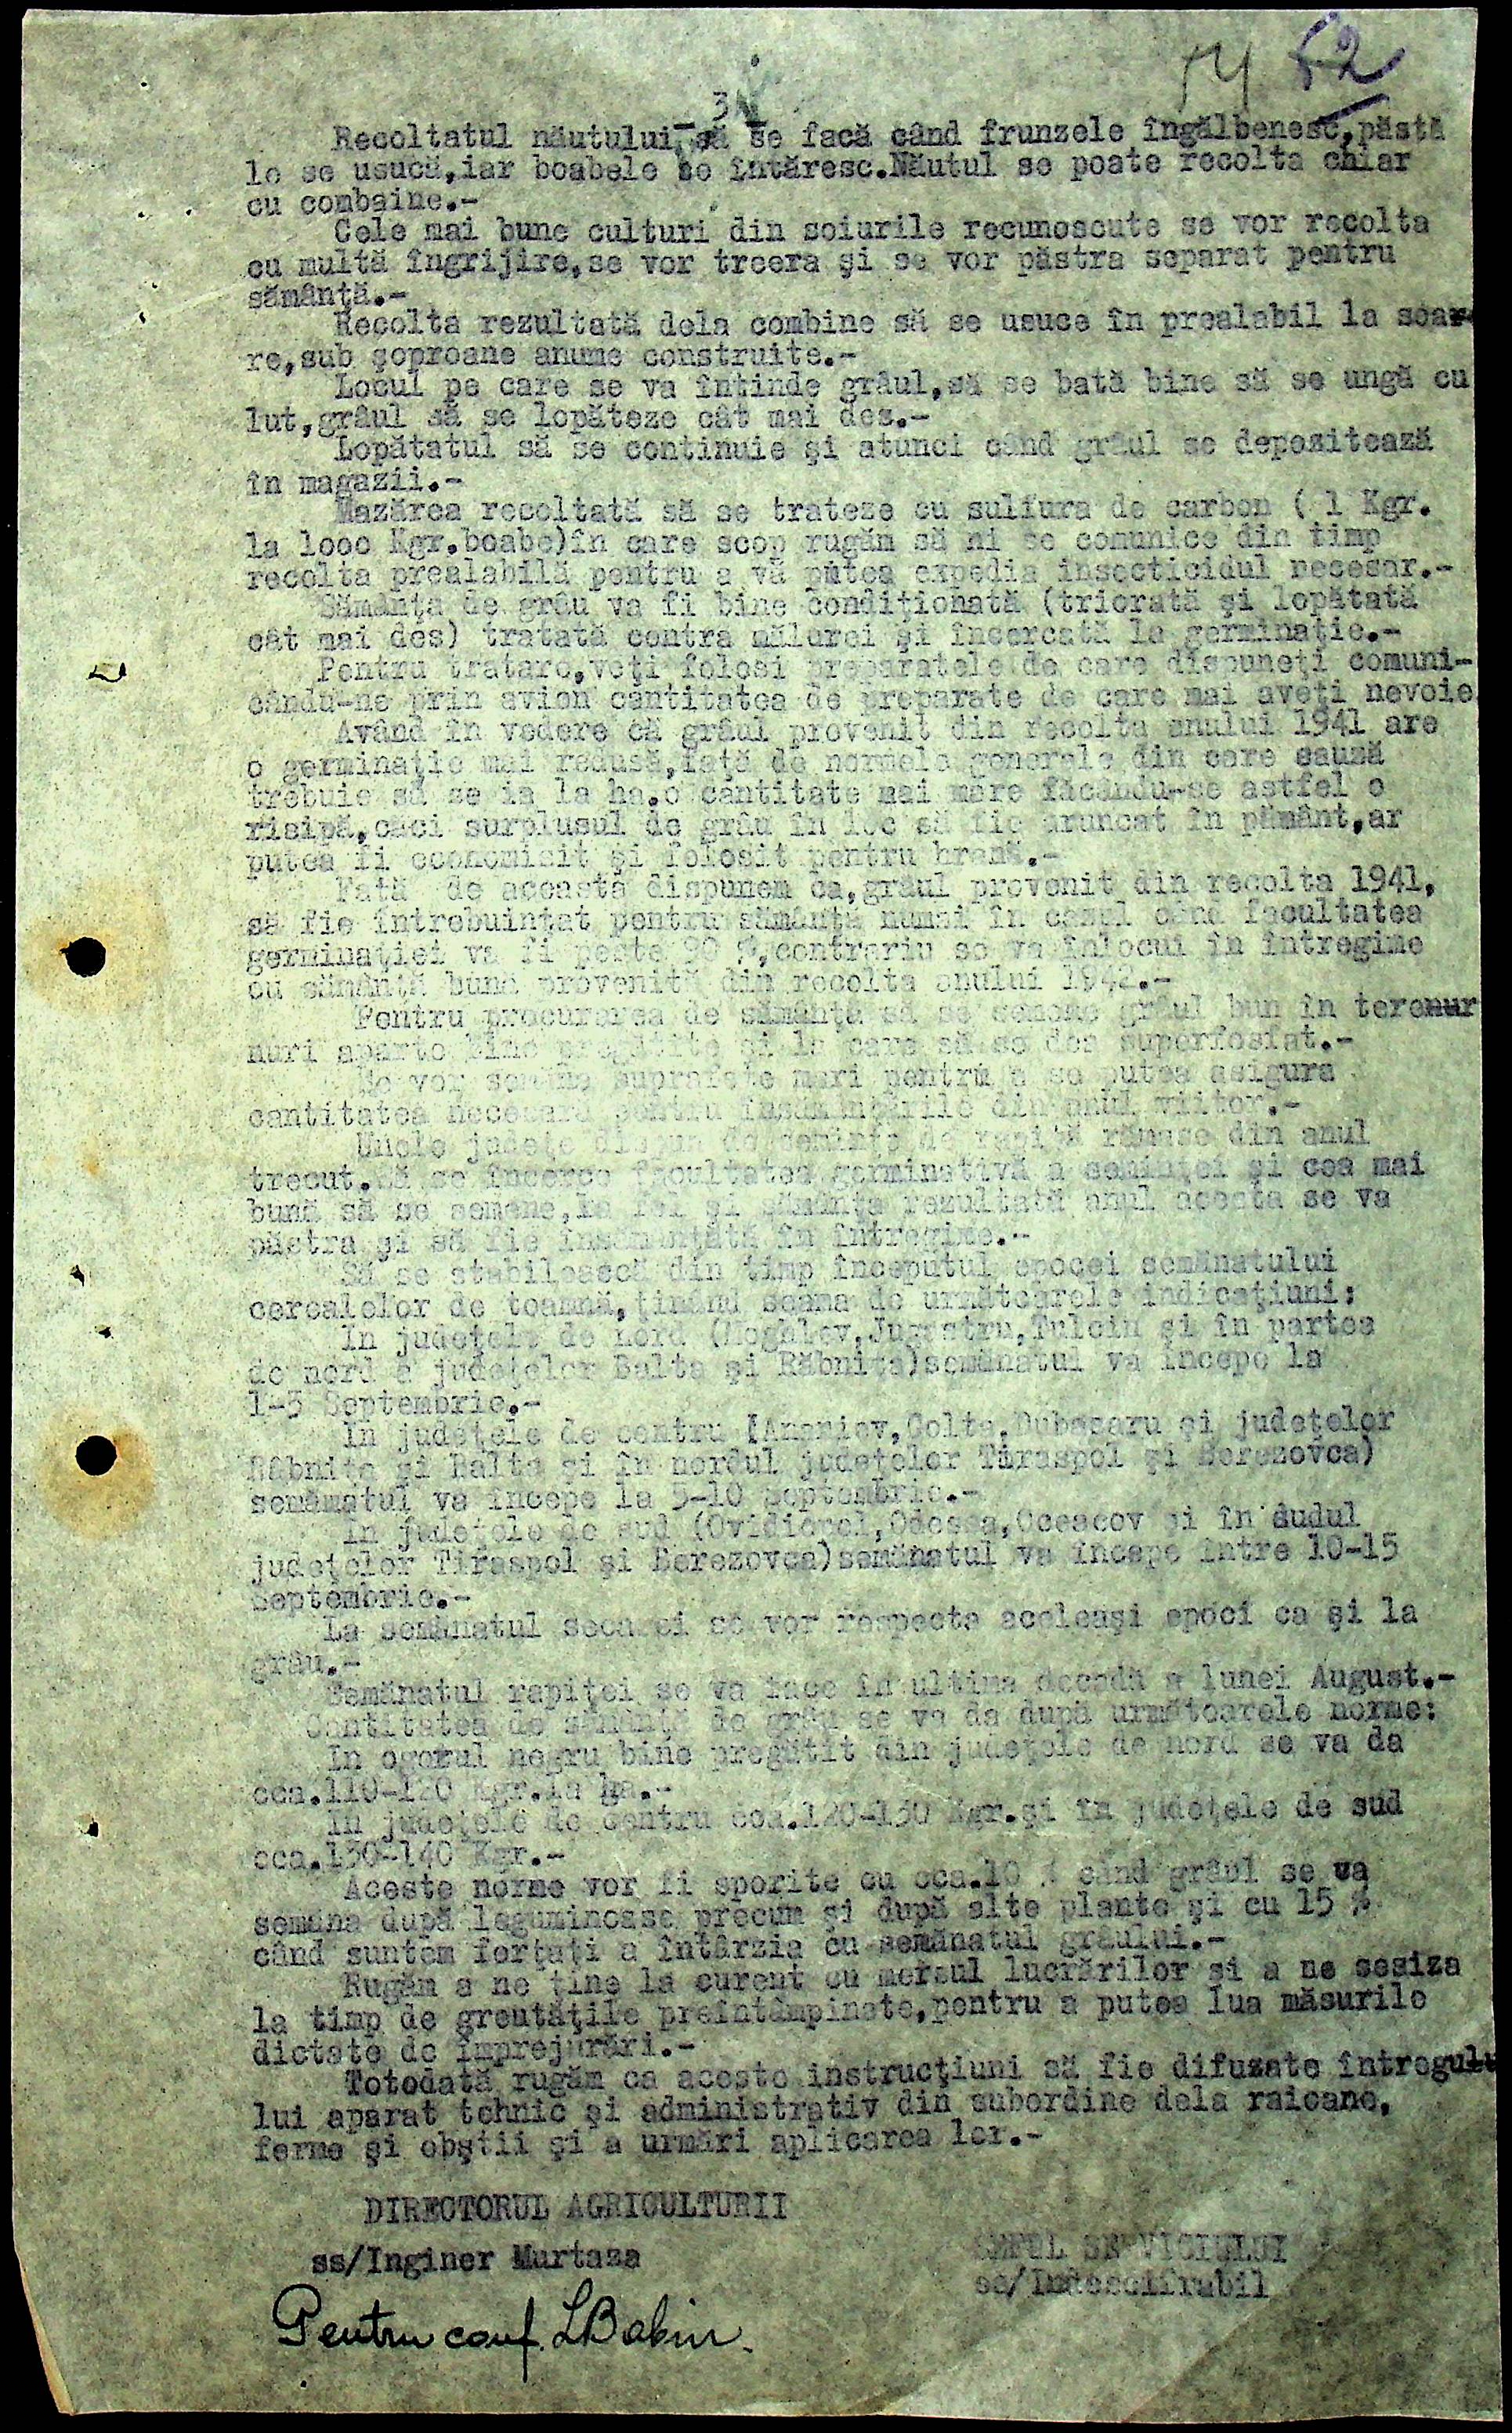 54 52
3
Recoltatul năutului să se facă când frunzele îngălbenesc,păstă
le se usucă,iar boabele se întăresc.Năutul se poate recolta chiar
cu combaine.-
Cele mai bune culturi din soiurile recunoscute se vor recolta
cu multă îngrijire,se vor treera şi se vor păstra separat pentru
sămânţă.-
Recolta rezultată dela combine să se usuce în prealabil la soar
re,sub şoproane anume construite.-
Locul pe care se va întinde grâul,să se bată bine să se ungă cu
lut,grâul să se lopăteze cât mai des.-
Lopătatul să se continuie şi atunci când grâul se depozitează
în magazii.-
Mazărea recoltată să se trateze cu sulfura de carbon ( 1 Kgr.
la 1000 Kgr.boabe)în care scop rugăm să ni se comunice din timp
recolta prealabilă pentru a vă putea expedia insecticidul necesar.-
Sămânţa de grâu va fi bine condiţionată (triorată şi lopătată
cât mai des) tratată contra mălurei şi încercată la germinaţie.-
Pentru tratare,veţi folosi preparatele de care dispuneţi comuni-
cându-ne prin avion cantitatea de preparate de care mai aveţi nevoie
Având în vedere că grâul provenit din recolta anului 1941 are
o germinaţie mai redusă,faţă de normele generale din care cauză
trebuie să se ia la ha.o cantitate mai mare făcându-se astfel o
risipă,căci surplusul de grâu în loc să fie aruncat în pământ,ar
putea fi economisit şi folosit pentru hrană.-
Faţă de aceasta dispunem ca,grâul provenit din recolta 1941,
să fie întrebuinţat pentru sămânţă numai în cazul când facultatea
germinaţiei va fi peste 90 %,contrariu se va înlocui în întregime
cu sămânţă bună provenită din recolta anului 1942.-
Pentru procurarea de sămânţă să se semene grâul bun în terenur
nuri aparte bine pregătite şi la care să se dea superfosfat.-
Se vor semăna suprafeţe mari pentru a se putea asigura
cantitatea necesară pentru însămânţările din anul viitor.-
Unele judeţe dispun de seminţe de rapiţă rămase din anul
trecut.Să se încerce facultatea germinativă a seminţei şi cea mai
bună să se semene,la fel şi sămânţa rezultată anul acesta se va
păstra şi să fie însămânţată în întregime.-
Să se stabilească din timp începutul epocei semănatului
cerealelor de toamnă,ţinând seama de următoarele indicaţiuni:
In judeţele de nord (Moghilev,Jugastru,Tulcin şi în partea
de nord a judeţelor Balta şi Râbniţa)semănatul va începe la
1-5 Septembrie.-
In judeţele de centru (Ananiev,Golta,Dubăsaru şi judeţelor
Râbniţa şi Balta şi în nordul judeţelor Tiraspol şi Berezovca)
semănatul va începe la 5-10 Septembrie.-
In judeţele de sud (Ovidiopol,Odessa,Oceacov şi în sudul
judeţelor Tiraspol şi Berezovca)semănatul va începe între 10-15
Septembrie.-
La semănatul secarei se vor respecta aceleaşi epoci ca şi la
grâu.-
Semănatul rapiţei se va face în ultima decadă a lunei August.-
Cantitatea de sămânţă de grâu se va da după următoarele norme:
In ogorul negru bine pregătit din judeţele de nord se va da
cca.110-120 Kgr.la ha.-
In judeţele de centru cca.120-130 Kgr.şi în judeţele de sud
cca.130-140 Kgr.-
Aceste norme vor fi sporite cu cca.10 % când grâul se va
semăna după leguminoase precum şi după alte plante şi cu 15 %
când suntem forţaţi a întârzia cu semănatul grâului.-
Rugăm a ne ţine la curent cu mersul lucrărilor şi a ne sesiza
la timp de greutăţile preîntâmpinate,pentru a putea lua măsurile
dictate de împrejurări.-
Totodată rugăm ca aceste instrucţiuni să fie difuzate întregulu
lui aparat tehnic şi administrativ din subordine dela raioane,
ferme şi obştii şi a urmări aplicarea lor.-
DIRECTORUL AGRICULTURII
ss/Inginer Murtaza
ŞEFUL SERVICIULUI
ss/Indescifrabil
Pentru conf. LBabin